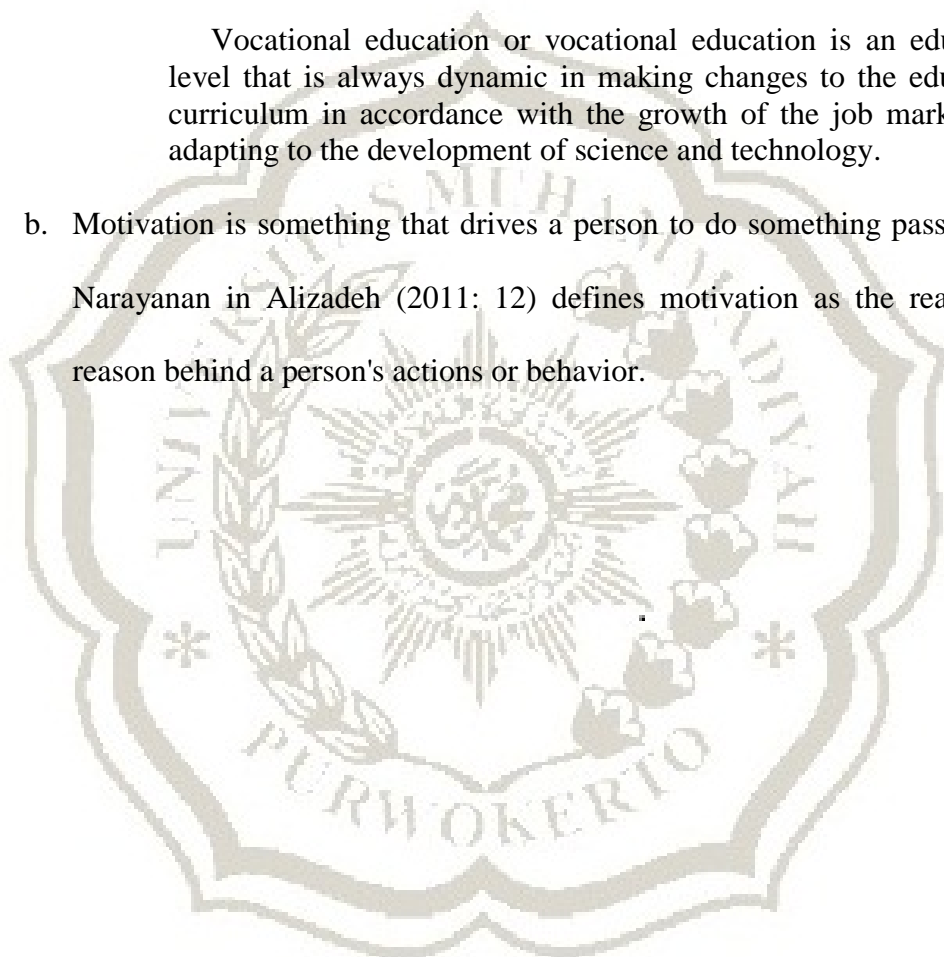 Vocational education or vocational education is an edu
level that is always dynamic in making changes to the edu
curriculum in accordance with the growth of the job mark
adapting to the development of science and technology.
b. Motivation is something that drives a person to do something pass
Narayanan in Alizadeh (2011: 12) defines motivation as the rea
reason behind a person's actions or behavior.
UNIVERSITAS MUHAMMADIYAH
PURWOKERTO